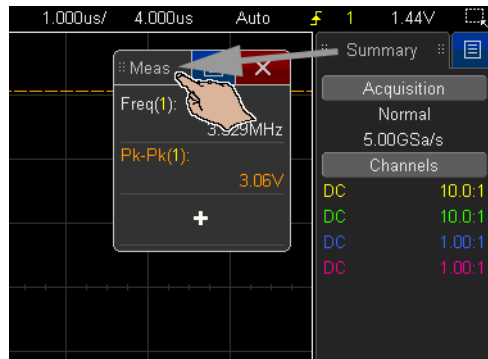 1.000us/ 4.000us Auto 1 1.44V
Summary
Meas
Acquisition
Normal
5.00GSa/s
Channels
DC 10.0:1
DC 10.0:1
DC 1.00:1
DC 1.00:1
Freq(1):
Pk-Pk(1):
3.06V
+